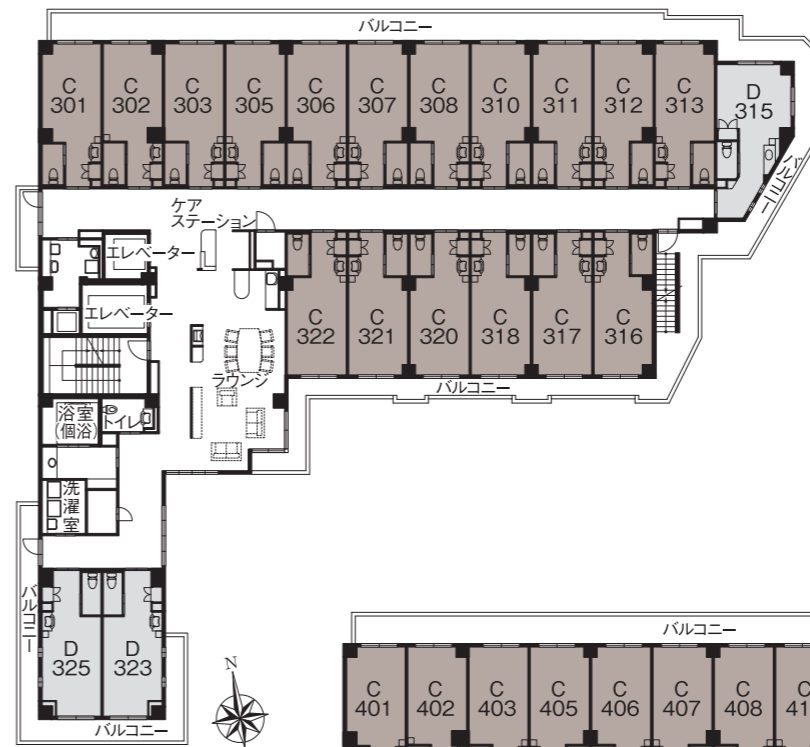 バルコニー
C
301
C
302
C
303
C
305
C
306
C
307
C
308
C
310
C
311
C
312
C
313
D
315
バルコニー
ケア
ステーション
エレベーター
エレベーター
C
322
C
321
C
320
C
318
C
317
C
316
ラウンジ
バルコニー
浴室
(個浴)
トイレ
洗
濯
室
バルコニー
D
325
D
323
バルコニー
N
バルコニー
C
401
C
402
C
403
C
405
C
406
C
407
C
408
C
41